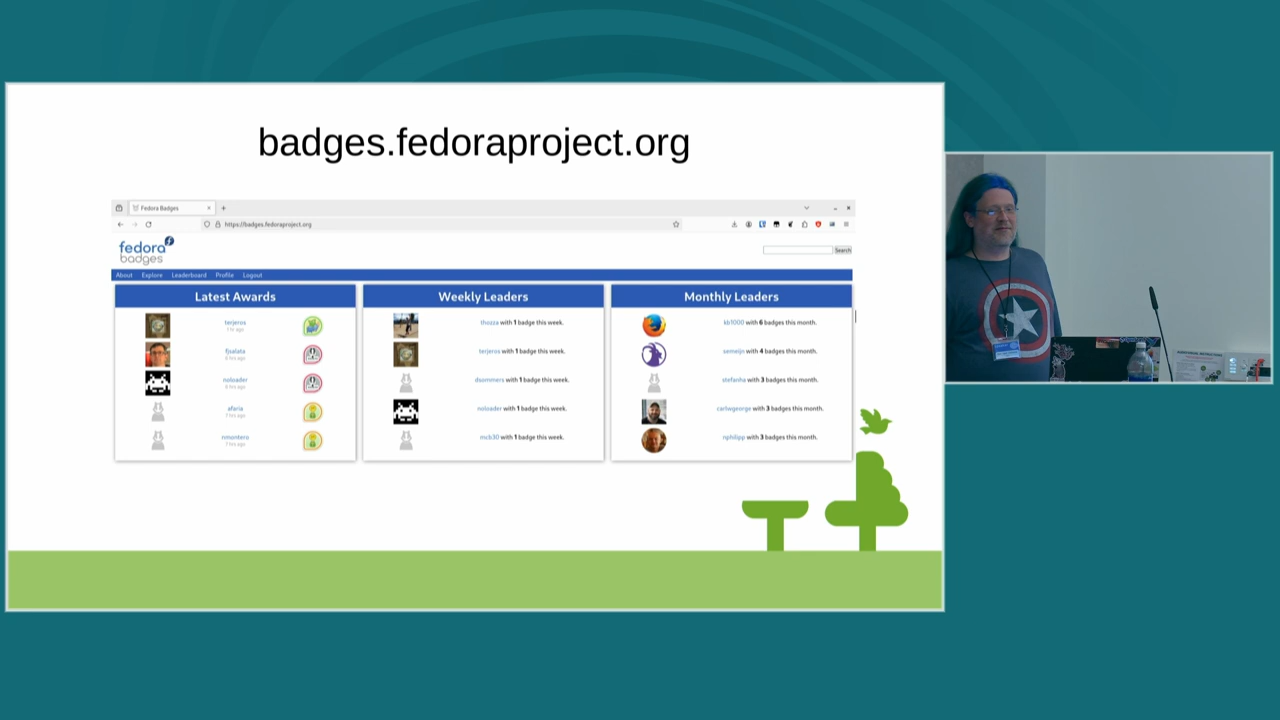 badges.fedoraproject.org
Fedora Badges
https://badges.fedoraproject.org
fedora
badges
Search
About Explore Leaderboard Profile Logout
Latest Awards
terjeros
7 hr ago
fjsalata
noloader
afaria
nmontero
Weekly Leaders
thozza with 1 badge this week.
terjeros with 1 badge this week.
dsommers with 1 badge this week.
noloader with 1 badge this week.
mcb30 with 1 badge this week.
Monthly Leaders
kb1000 with 6 badges this month.
semeijn with 4 badges this month.
stefanha with 3 badges this month.
carlwgeorge with 3 badges this month.
nphilipp with 3 badges this month.